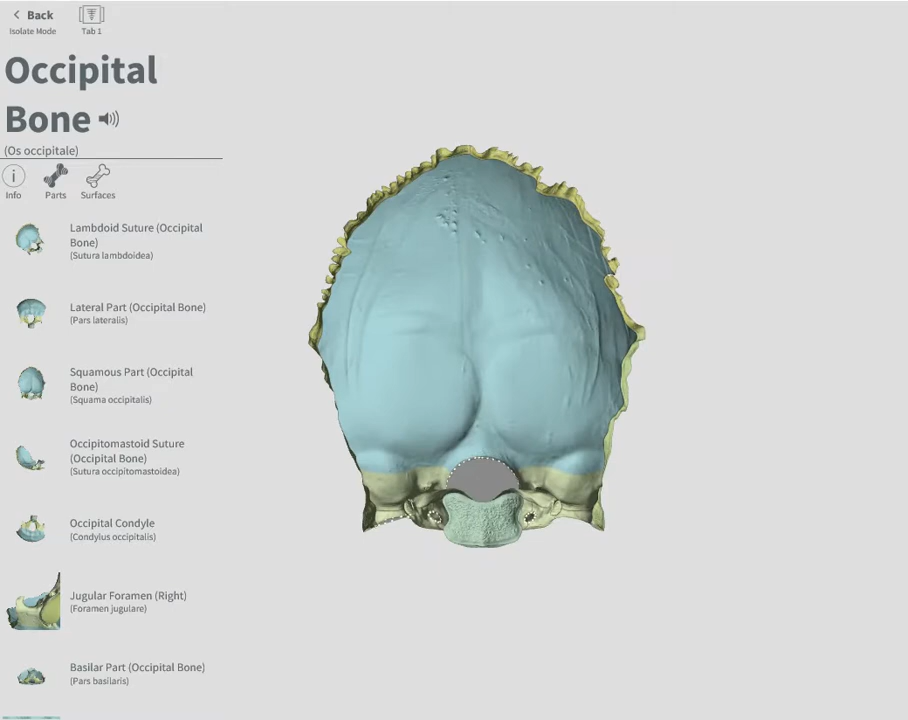 Back
Isolate Mode
Tab 1
Occipital
Bone
(Os occipitale)
Info
Parts
Surfaces
Lambdoid Suture (Occipital
Bone)
(Sutura lambdoidea)
Lateral Part (Occipital Bone)
(Pars lateralis)
Squamous Part (Occipital
Bone)
(Squama occipitalis)
Occipitomastoid Suture
(Occipital Bone)
(Sutura occipitomastoidea)
Occipital Condyle
(Condylus occipitalis)
Jugular Foramen (Right)
(Foramen jugulare)
Basilar Part (Occipital Bone)
(Pars basilaris)